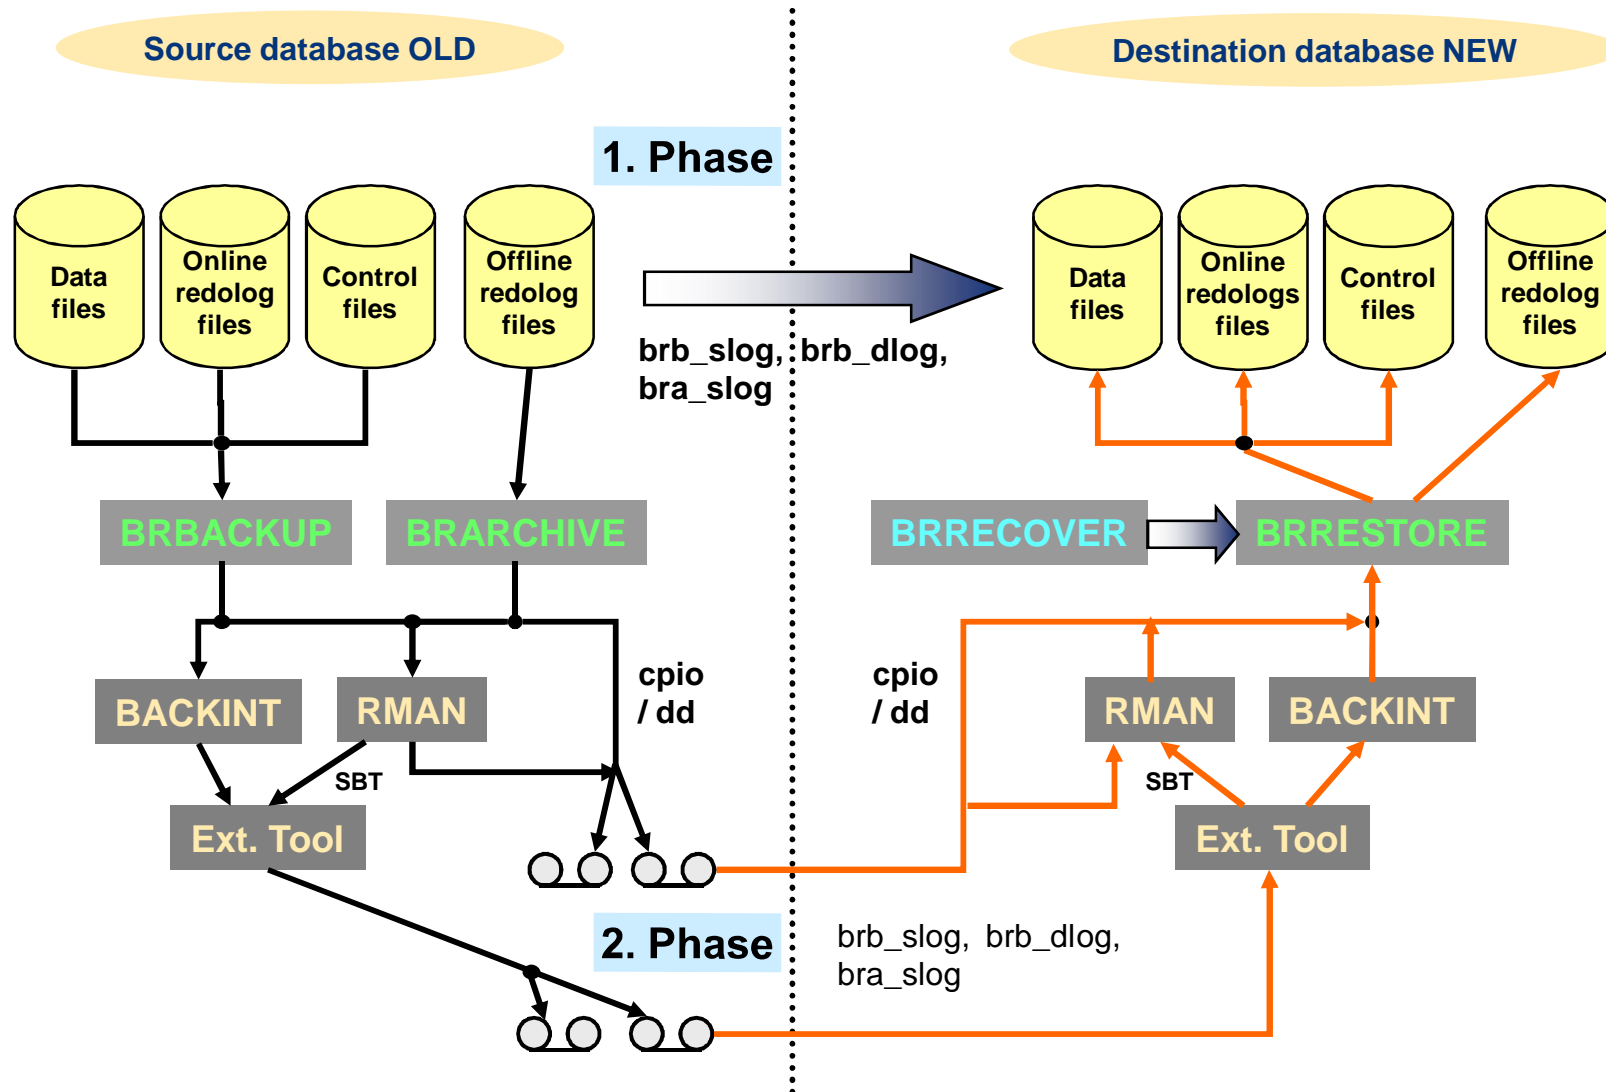 Source database OLD
Destination database NEW
1. Phase
Data
files
Online
redolog
files
Control
files
Offline
redolog
files
Data
files
Online
redologs
files
Control
files
Offline
redolog
files
brb_slog, brb_dlog,
bra_slog
BRBACKUP
BRARCHIVE
BRRECOVER
BRRESTORE
cpio
/ dd
cpio
/ dd
BACKINT
RMAN
RMAN
BACKINT
SBT
SBT
Ext. Tool
Ext. Tool
2. Phase
brb_slog, brb_dlog,
bra_slog